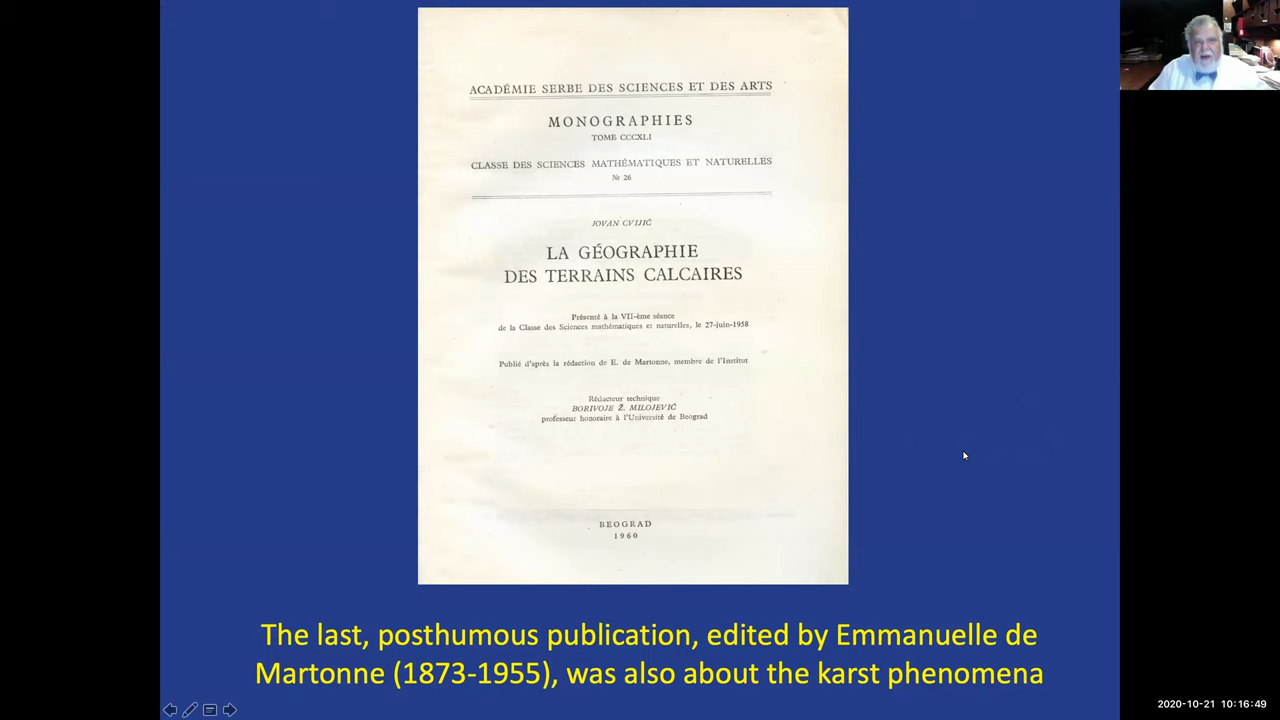 ACADÉMIE SERBE DES SCIENCES ET DES ARTS
MONOGRAPHIES
TOME CCCXLI
CLASSE DES SCIENCES MATHÉMATIQUES ET NATURELLES
№ 26
JOVAN CVIJIĆ
LA GÉOGRAPHIE
DES TERRAINS CALCAIRES
Présenté à la VII-ème séance
de la Classe des Sciences mathématiques et naturelles, le 27-juin-1958
Publié d'après la rédaction de E. de Martonne, membre de l'Institut
Rédacteur technique
BORIVOJE Ž. MILOJEVIĆ
professeur honoraire à l'Université de Beograd
BEOGRAD
1960
The last, posthumous publication, edited by Emmanuelle de
Martonne (1873-1955), was also about the karst phenomena
2020-10-21 10:16:49